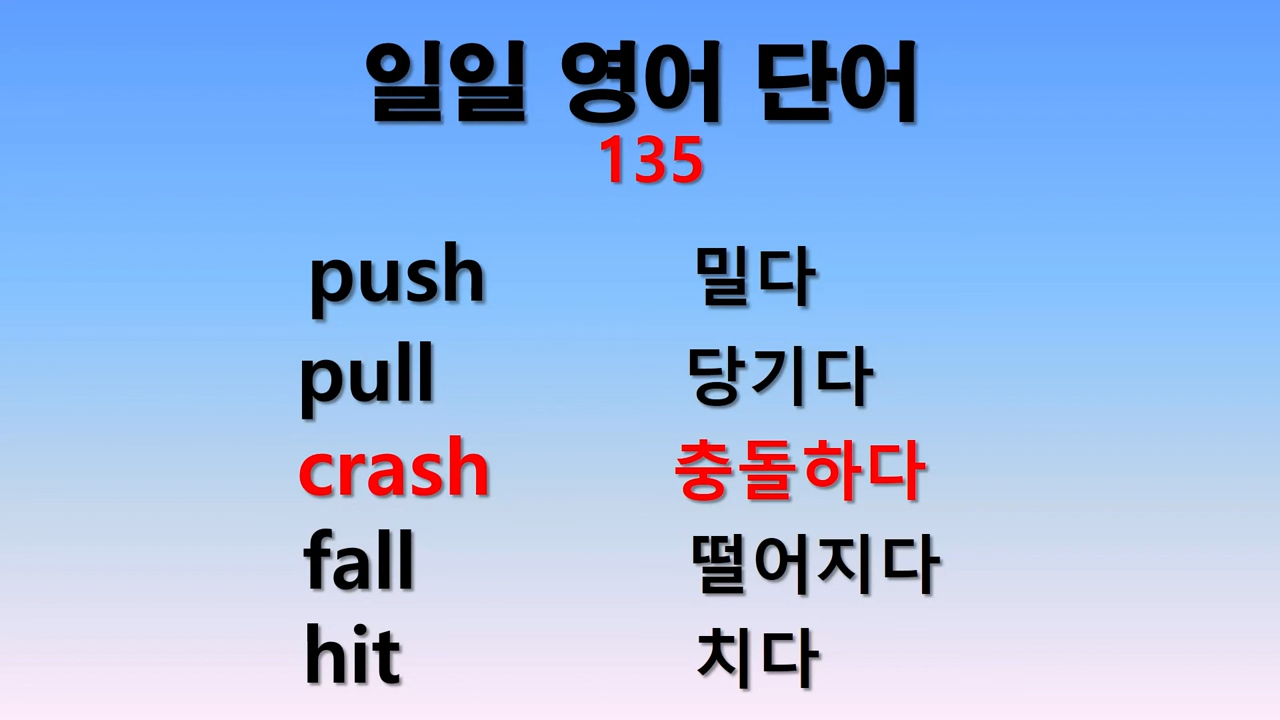 일일 영어 단어
135
push 밀다
pull 당기다
crash 충돌하다
fall 떨어지다
hit 치다